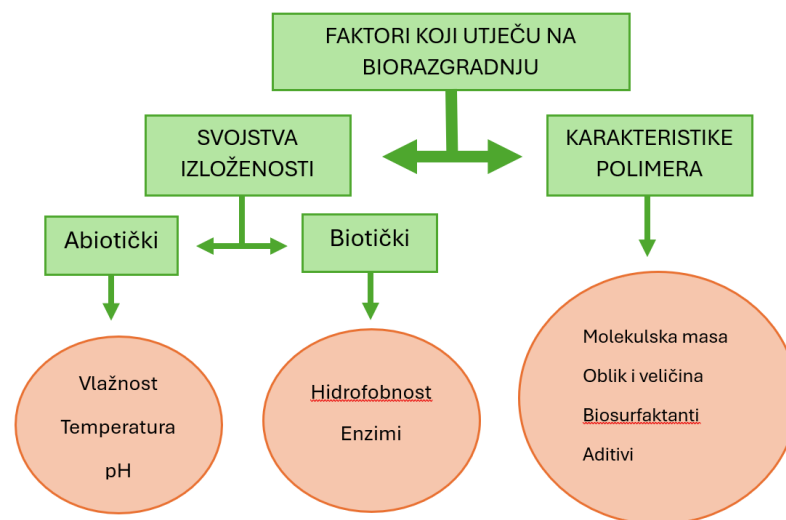 FAKTORI KOJI UTJEČU NA
BIORAZGRADNJU
SVOJSTVA
IZLOŽENOSTI
KARAKTERISTIKE
POLIMERA
Abiotički
Biotički
Vlažnost
Temperatura
pH
Hidrofobnost
Enzimi
Molekulska masa
Oblik i veličina
Biosurfaktanti
Aditivi